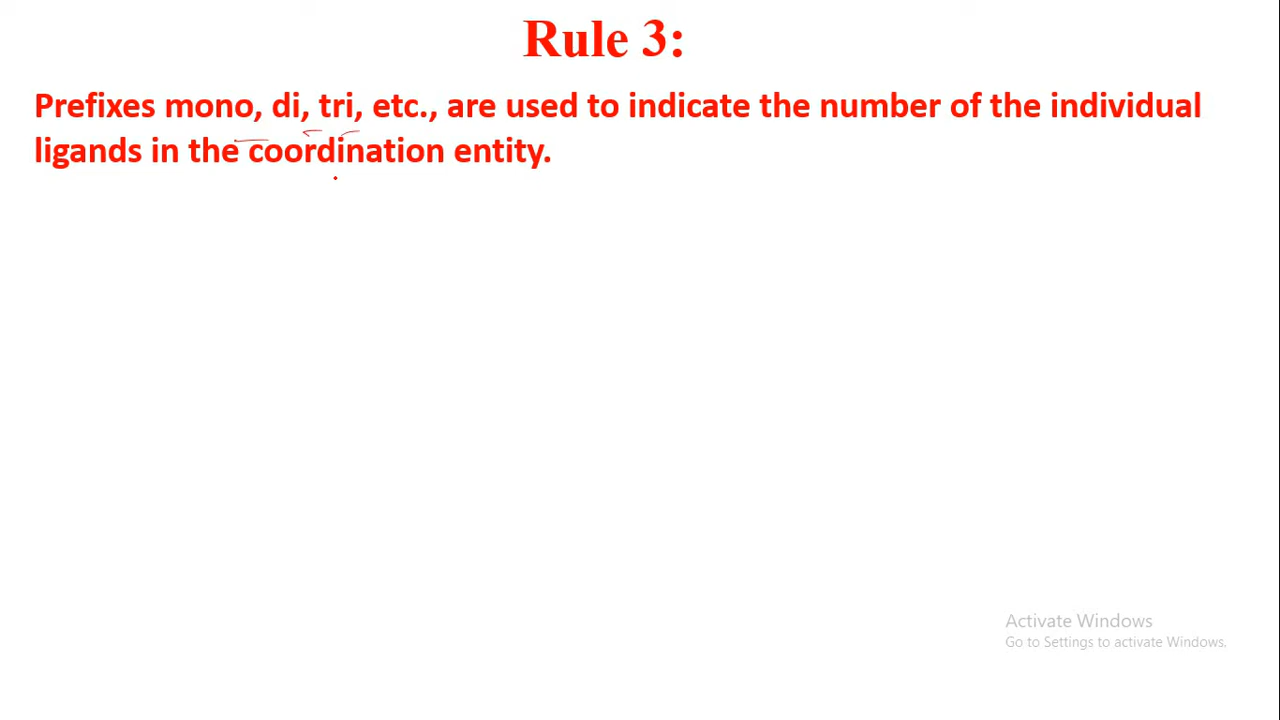 Rule 3:
Prefixes mono, di, tri, etc., are used to indicate the number of the individual
ligands in the coordination entity.
Activate Windows
Go to Settings to activate Windows.